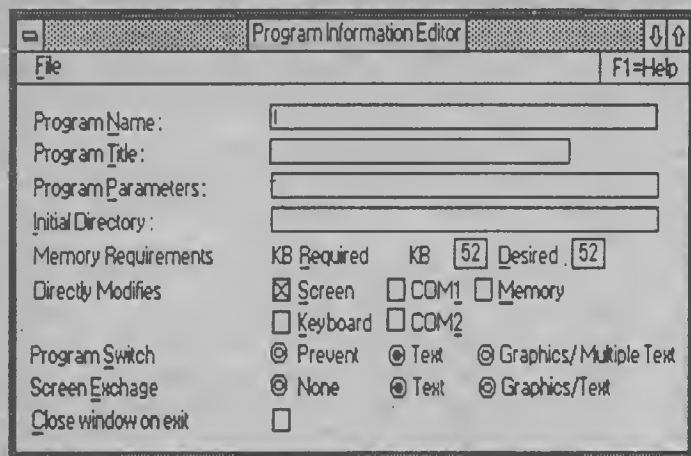 Program Information Editor
File F1=Help
Program Name :
Program Title :
Program Parameters :
Initial Directory :
Memory Requirements KB Required KB 52 Desired . 52
Directly Modifies Screen COM1 Memory
Keyboard COM2
Program Switch Prevent Text Graphics/ Multiple Text
Screen Exchage None Text Graphics/Text
Close window on exit